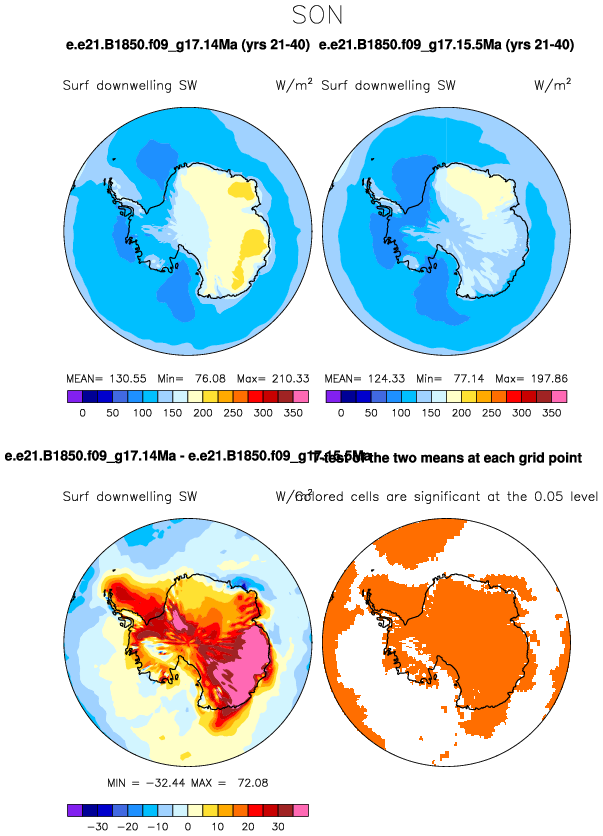 SON
e.e21.B1850.f09_g17.14Ma (yrs 21-40) e.e21.B1850.f09_g17.15.5Ma (yrs 21-40)
Surf downwelling SW W/m² Surf downwelling SW W/m²
MEAN= 130.55 Min= 76.08 Max= 210.33 MEAN= 124.33 Min= 77.14 Max= 197.86
0 50 100 150 200 250 300 350 0 50 100 150 200 250 300 350
e.e21.B1850.f09_g17.14Ma - e.e21.B1850.f09_g17.15.5Ma T-test of the two means at each grid point
Surf downwelling SW W/m² Colored cells are significant at the 0.05 level
MIN = -32.44 MAX = 72.08
-30 -20 -10 0 10 20 30